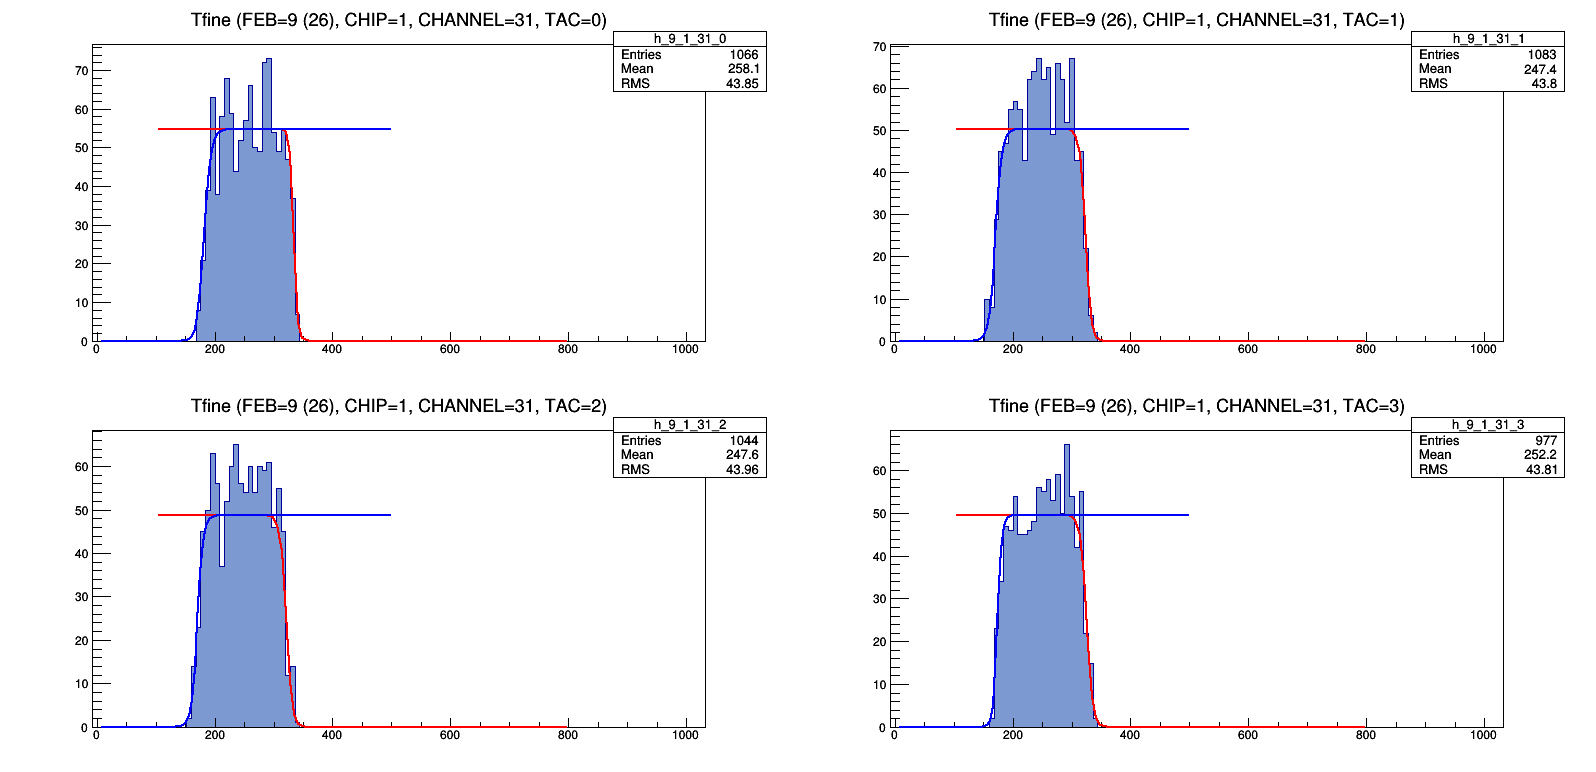 Tfine (FEB=9 (26), CHIP=1, CHANNEL=31, TAC=0)
h_9_1_31_0
Entries 1066
Mean 258.1
RMS 43.85
70
60
50
40
30
20
10
0
0 200 400 600 800 1000
Tfine (FEB=9 (26), CHIP=1, CHANNEL=31, TAC=1)
h_9_1_31_1
Entries 1083
Mean 247.4
RMS 43.8
70
60
50
40
30
20
10
0
0 200 400 600 800 1000
Tfine (FEB=9 (26), CHIP=1, CHANNEL=31, TAC=2)
h_9_1_31_2
Entries 1044
Mean 247.6
RMS 43.96
60
50
40
30
20
10
0
0 200 400 600 800 1000
Tfine (FEB=9 (26), CHIP=1, CHANNEL=31, TAC=3)
h_9_1_31_3
Entries 977
Mean 252.2
RMS 43.81
60
50
40
30
20
10
0
0 200 400 600 800 1000